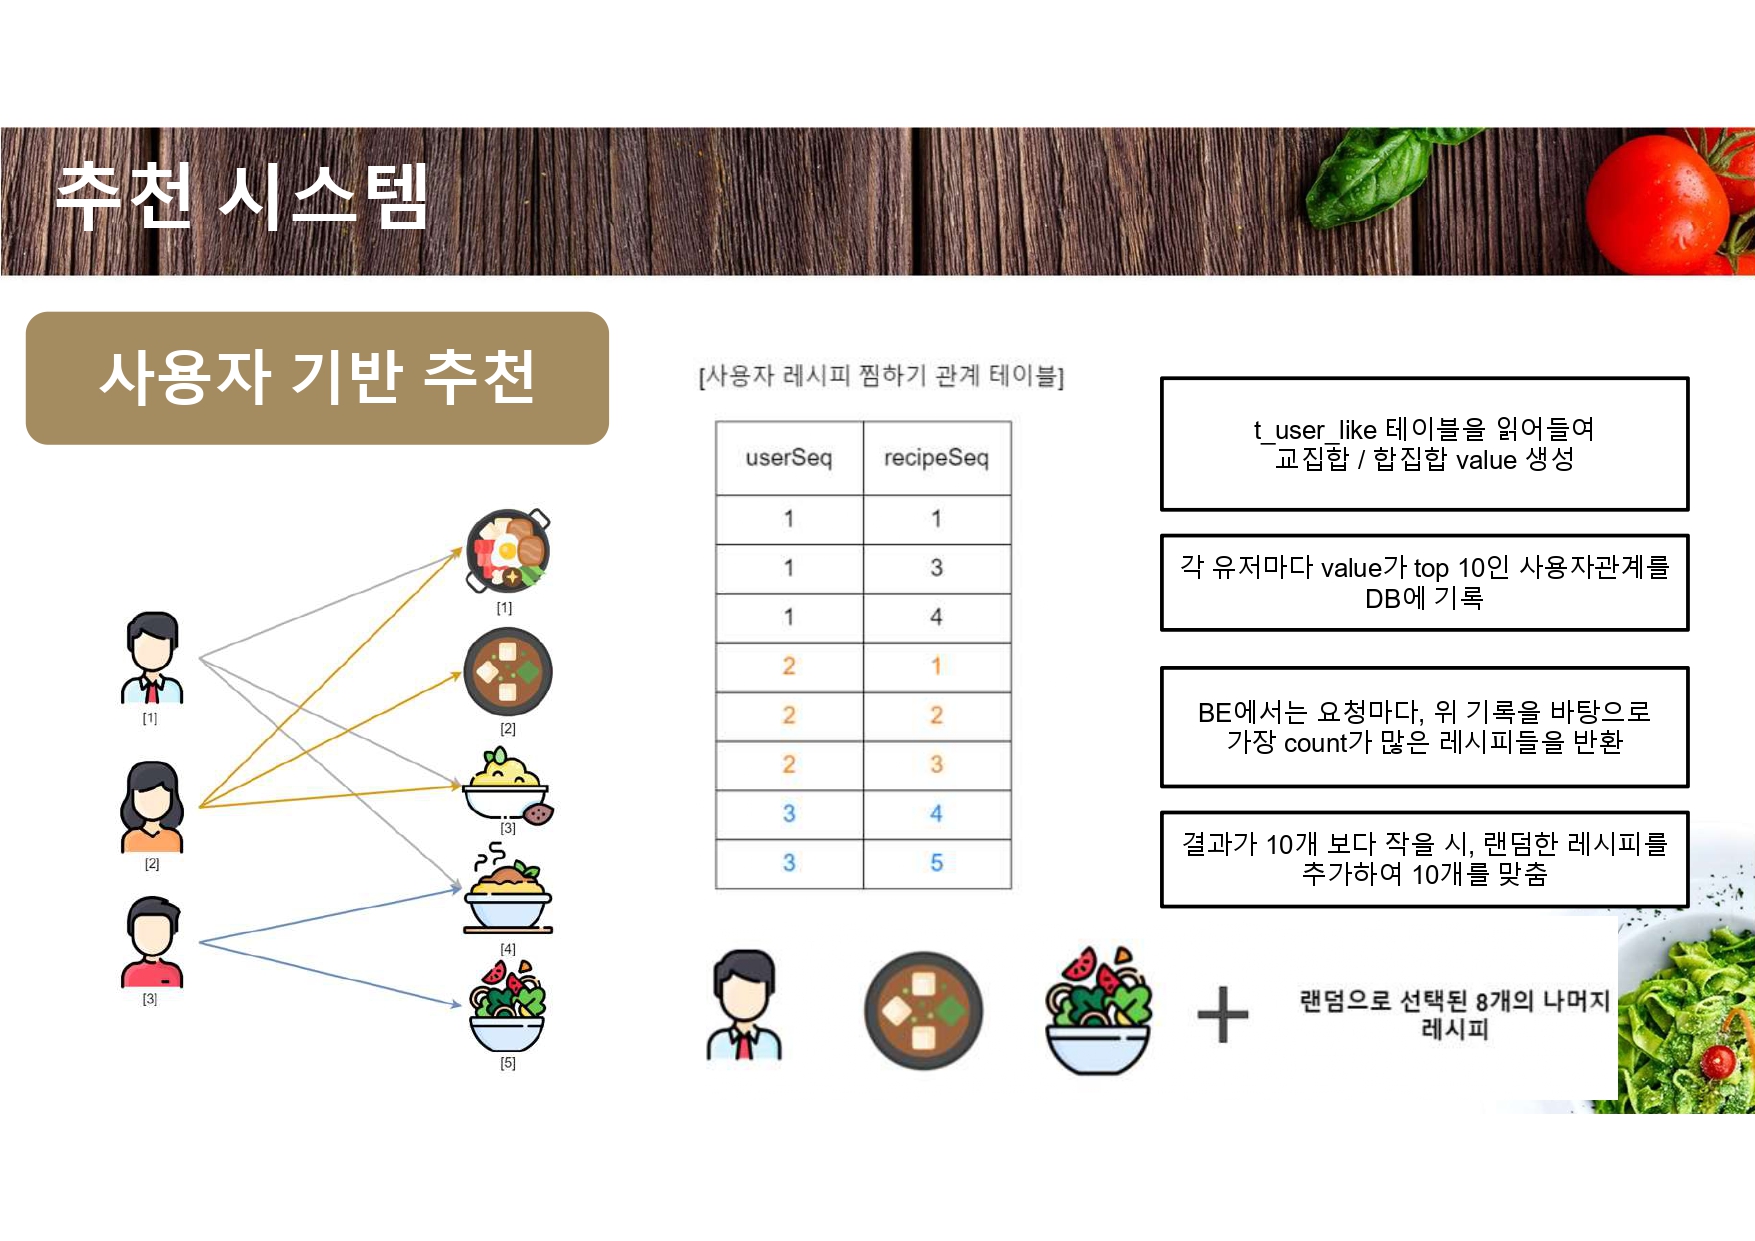 추천 시스템
사용자 기반 추천
[1]
[2]
[3]
[1]
[2]
[3]
[4]
[5]
[사용자 레시피 찜하기 관계 테이블]
userSeq recipeSeq
1 1
1 3
1 4
2 1
2 2
2 3
3 4
3 5
t_user_like 테이블을 읽어들여
교집합 / 합집합 value 생성
각 유저마다 value가 top 10인 사용자관계를
DB에 기록
BE에서는 요청마다, 위 기록을 바탕으로
가장 count가 많은 레시피들을 반환
결과가 10개 보다 작을 시, 랜덤한 레시피를
추가하여 10개를 맞춤
+
랜덤으로 선택된 8개의 나머지
레시피